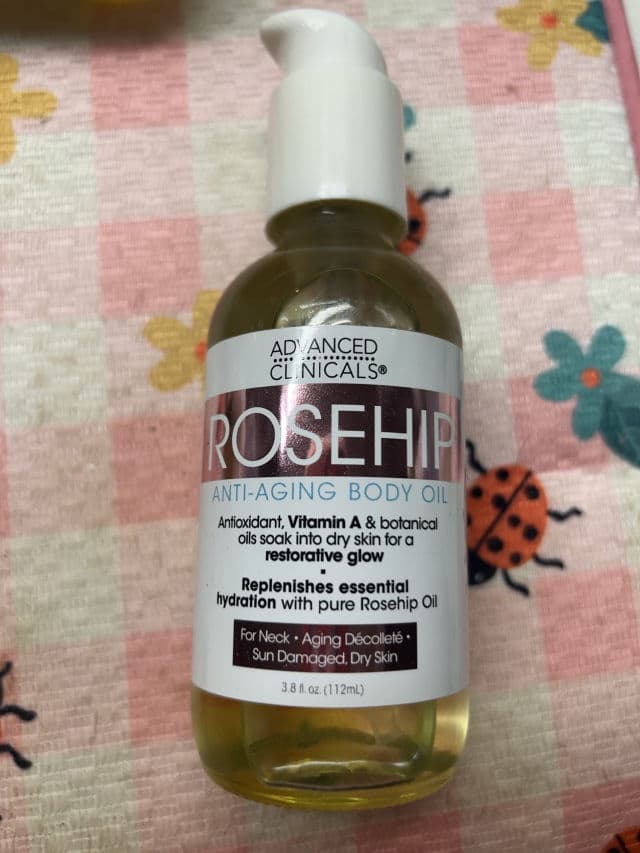 ADVANCED
CLINICALS®
ROSEHIP
ANTI-AGING BODY OIL
Antioxidant, Vitamin A & botanical
oils soak into dry skin for a
restorative glow
▪
Replenishes essential
hydration with pure Rosehip Oil
For Neck • Aging Décolleté •
Sun Damaged, Dry Skin
3.8 fl. oz. (112mL)